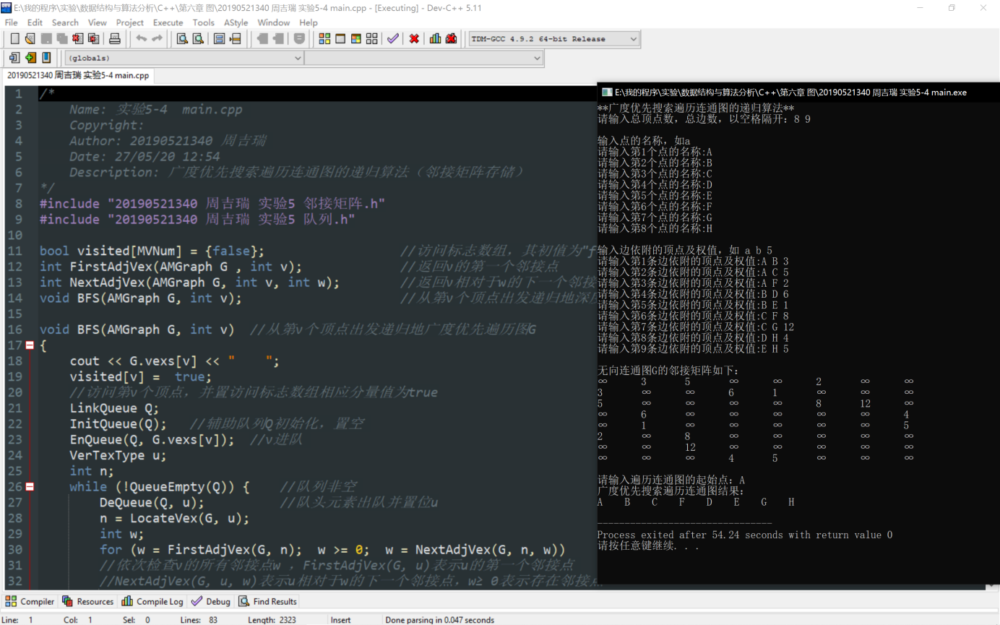 E:\我的程序\实验\数据结构与算法分析\C++\第六章 图\20190521340 周吉瑞 实验5-4 main.cpp - [Executing] - Dev-C++ 5.11
File Edit Search View Project Execute Tools AStyle Window Help
TDM-GCC 4.9.2 64-bit Release
(globals)
20190521340 周吉瑞 实验5-4 main.cpp
1 /*
2 Name: 实验5-4 main.cpp
3 Copyright:
4 Author: 20190521340 周吉瑞
5 Date: 27/05/20 12:54
6 Description: 广度优先搜索遍历连通图的递归算法（邻接矩阵存储）
7 */
8 #include "20190521340 周吉瑞 实验5 邻接矩阵.h"
9 #include "20190521340 周吉瑞 实验5 队列.h"
10
11 bool visited[MVNum] = {false}; //访问标志数组，其初值为"f
12 int FirstAdjVex(AMGraph G , int v); //返回v的第一个邻接点
13 int NextAdjVex(AMGraph G, int v, int w); //返回v相对于w的下一个邻接
14 void BFS(AMGraph G, int v); //从第v个顶点出发递归地深度
15
16 void BFS(AMGraph G, int v) //从第v个顶点出发递归地广度优先遍历图G
17 {
18 cout << G.vexs[v] << "    ";
19 visited[v] =  true;
20 //访问第v个顶点，并置访问标志数组相应分量值为true
21 LinkQueue Q;
22 InitQueue(Q); //辅助队列Q初始化，置空
23 EnQueue(Q, G.vexs[v]); //v进队
24 VerTexType u;
25 int n;
26 while (!QueueEmpty(Q)) { //队列非空
27 DeQueue(Q, u); //队头元素出队并置位u
28 n = LocateVex(G, u);
29 int w;
30 for (w = FirstAdjVex(G, n);  w >= 0;  w = NextAdjVex(G, n, w))
31 //依次检查v的所有邻接点w ，FirstAdjVex(G, u)表示u的第一个邻接点
32 //NextAdjVex(G, u, w)表示u相对于w的下一个邻接点，w≥ 0表示存在邻接点
E:\我的程序\实验\数据结构与算法分析\C++\第六章 图\20190521340 周吉瑞 实验5-4 main.exe
**广度优先搜索遍历连通图的递归算法**
请输入总顶点数，总边数，以空格隔开：8 9
输入点的名称，如a
请输入第1个点的名称:A
请输入第2个点的名称:B
请输入第3个点的名称:C
请输入第4个点的名称:D
请输入第5个点的名称:E
请输入第6个点的名称:F
请输入第7个点的名称:G
请输入第8个点的名称:H
输入边依附的顶点及权值，如 a b 5
请输入第1条边依附的顶点及权值:A B 3
请输入第2条边依附的顶点及权值:A C 5
请输入第3条边依附的顶点及权值:A F 2
请输入第4条边依附的顶点及权值:B D 6
请输入第5条边依附的顶点及权值:B E 1
请输入第6条边依附的顶点及权值:C F 8
请输入第7条边依附的顶点及权值:C G 12
请输入第8条边依附的顶点及权值:D H 4
请输入第9条边依附的顶点及权值:E H 5
无向连通图G的邻接矩阵如下：
∞ 3 5 ∞ ∞ 2 ∞ ∞
3 ∞ ∞ 6 1 ∞ ∞ ∞
5 ∞ ∞ ∞ ∞ 8 12 ∞
∞ 6 ∞ ∞ ∞ ∞ ∞ 4
∞ 1 ∞ ∞ ∞ ∞ ∞ 5
2 ∞ 8 ∞ ∞ ∞ ∞ ∞
∞ ∞ 12 ∞ ∞ ∞ ∞ ∞
∞ ∞ ∞ 4 5 ∞ ∞ ∞
请输入遍历连通图的起始点：A
广度优先搜索遍历连通图结果：
A B C F D E G H
--------------------------------
Process exited after 54.24 seconds with return value 0
请按任意键继续. . .
Compiler Resources Compile Log Debug Find Results
Line: 1 Col: 1 Sel: 0 Lines: 83 Length: 2323 Insert Done parsing in 0.047 seconds